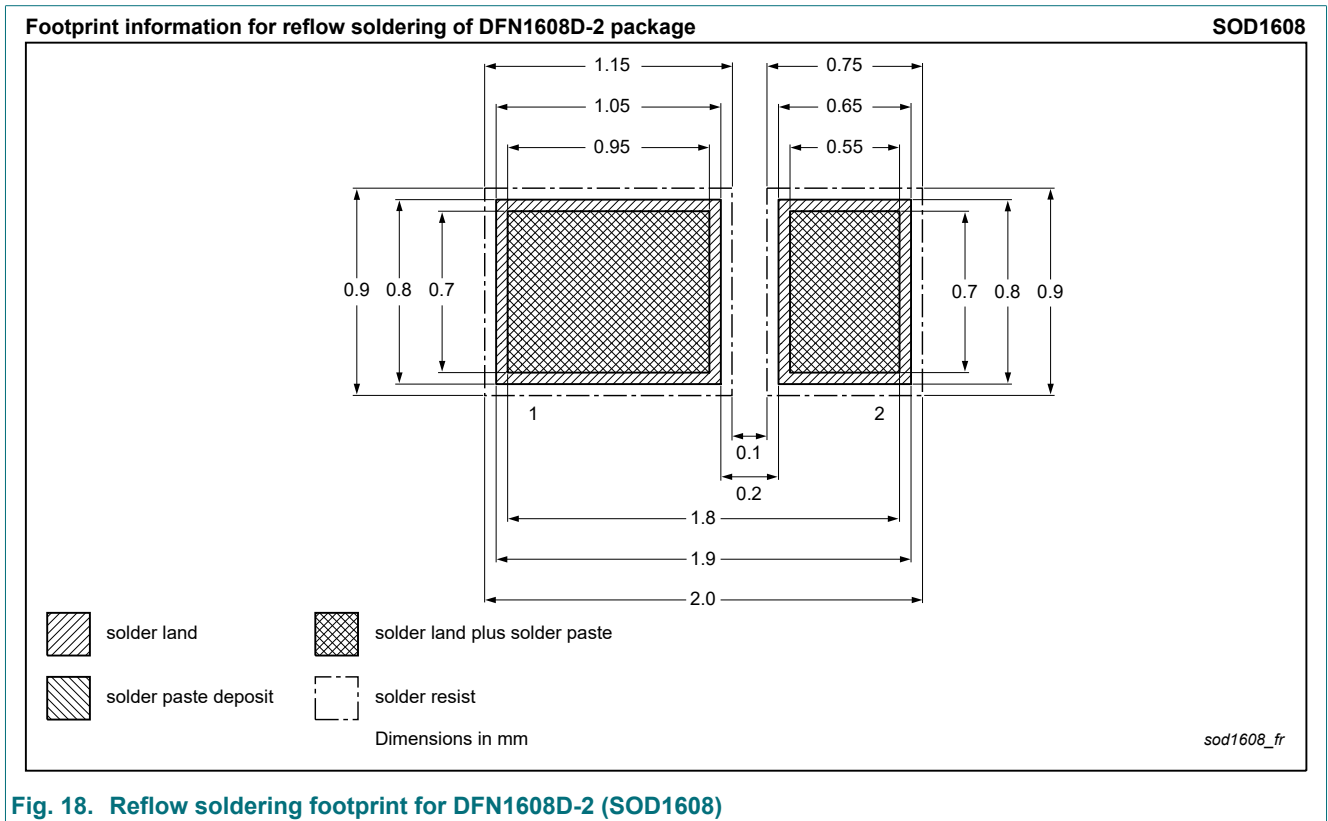 Footprint information for reflow soldering of DFN1608D-2 package SOD1608
1.15 0.75
1.05 0.65
0.95 0.55
0.9 0.8 0.7 0.7 0.8 0.9
1 2
0.1
0.2
1.8
1.9
2.0
solder land solder land plus solder paste
solder paste deposit solder resist
Dimensions in mm sod1608_fr
Fig. 18. Reflow soldering footprint for DFN1608D-2 (SOD1608)